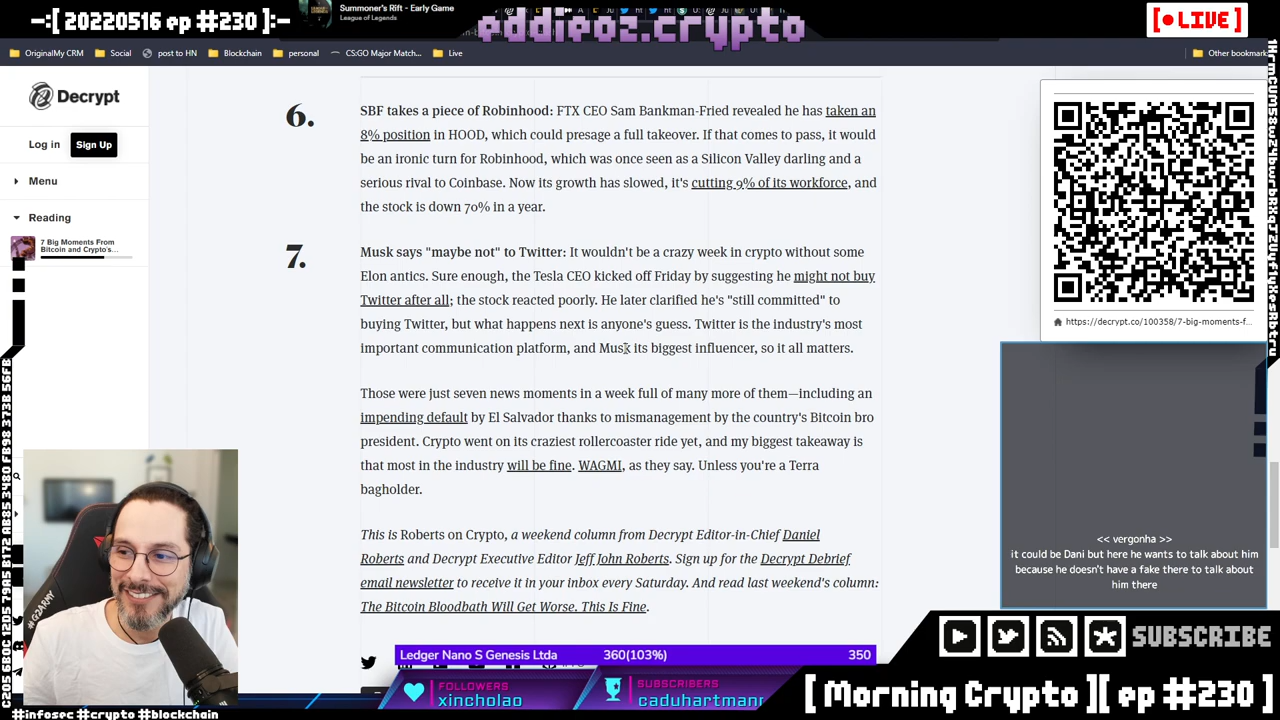 -:[ 20220516 ep #230 ]:-
Summoner's Rift - Early Game
League of Legends
eddieoz.crypto
[● LIVE]
OriginalMy CRM
Social
post to HN
Blockchain
personal
CS:GO Major Match...
Live
Other bookmark
Decrypt
Log in
Sign Up
Menu
Reading
7 Big Moments From
Bitcoin and Crypto's...
6.
SBF takes a piece of Robinhood: FTX CEO Sam Bankman-Fried revealed he has taken an
8% position in HOOD, which could presage a full takeover. If that comes to pass, it would
be an ironic turn for Robinhood, which was once seen as a Silicon Valley darling and a
serious rival to Coinbase. Now its growth has slowed, it's cutting 9% of its workforce, and
the stock is down 70% in a year.
7.
Musk says "maybe not" to Twitter: It wouldn't be a crazy week in crypto without some
Elon antics. Sure enough, the Tesla CEO kicked off Friday by suggesting he might not buy
Twitter after all; the stock reacted poorly. He later clarified he's "still committed" to
buying Twitter, but what happens next is anyone's guess. Twitter is the industry's most
important communication platform, and Musk its biggest influencer, so it all matters.
Those were just seven news moments in a week full of many more of them—including an
impending default by El Salvador thanks to mismanagement by the country's Bitcoin bro
president. Crypto went on its craziest rollercoaster ride yet, and my biggest takeaway is
that most in the industry will be fine. WAGMI, as they say. Unless you're a Terra
bagholder.
This is Roberts on Crypto, a weekend column from Decrypt Editor-in-Chief Daniel
Roberts and Decrypt Executive Editor Jeff John Roberts. Sign up for the Decrypt Debrief
email newsletter to receive it in your inbox every Saturday. And read last weekend's column:
The Bitcoin Bloodbath Will Get Worse. This Is Fine.
https://decrypt.co/100358/7-big-moments-f...
<< vergonha >>
it could be Dani but here he wants to talk about him
because he doesn't have a fake there to talk about
him there
SUBSCRIBE
Ledger Nano S Genesis Ltda 360(103%) 350
FOLLOWERS
xincholao
SUBSCRIBERS
caduhartmann
[ Morning Crypto ][ ep #230 ]
#infosec #crypto #blockchain